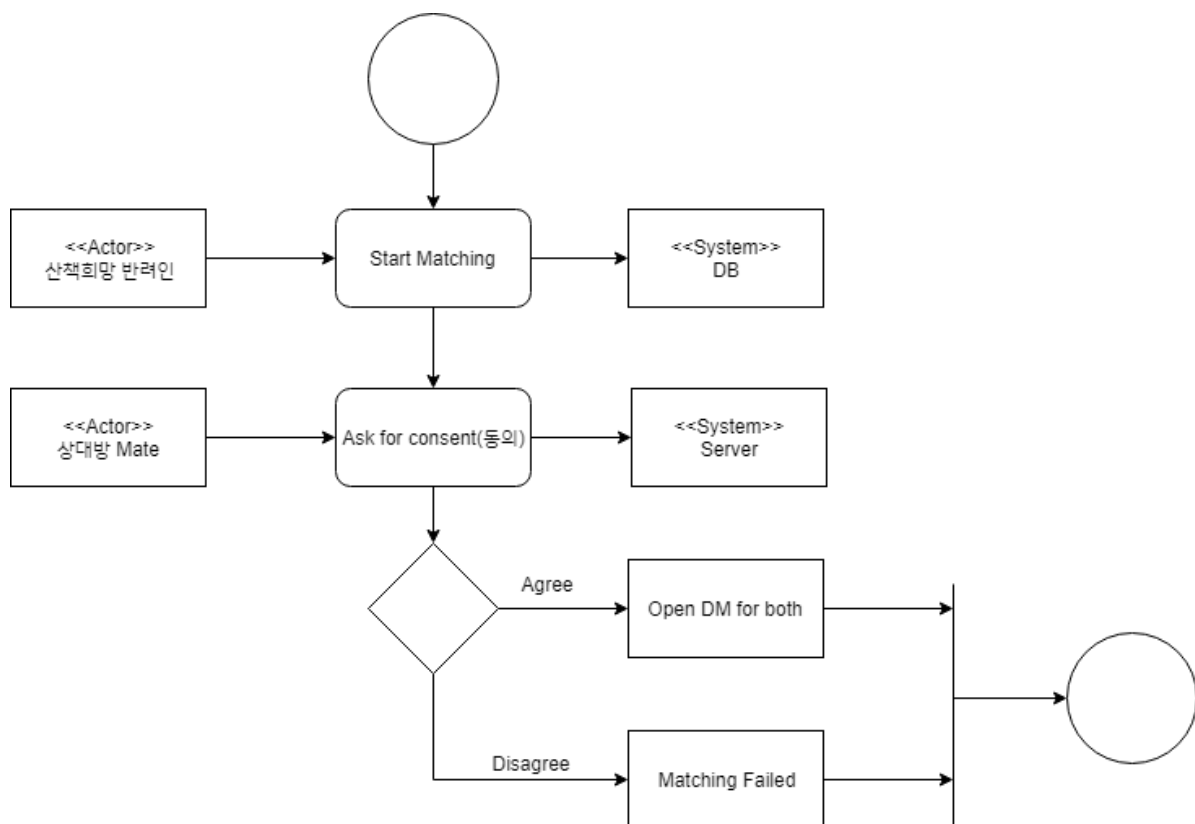 <<Actor>>
산책희망 반려인
Start Matching
<<System>>
DB
<<Actor>>
상대방 Mate
Ask for consent(동의)
<<System>>
Server
Agree
Open DM for both
Disagree
Matching Failed